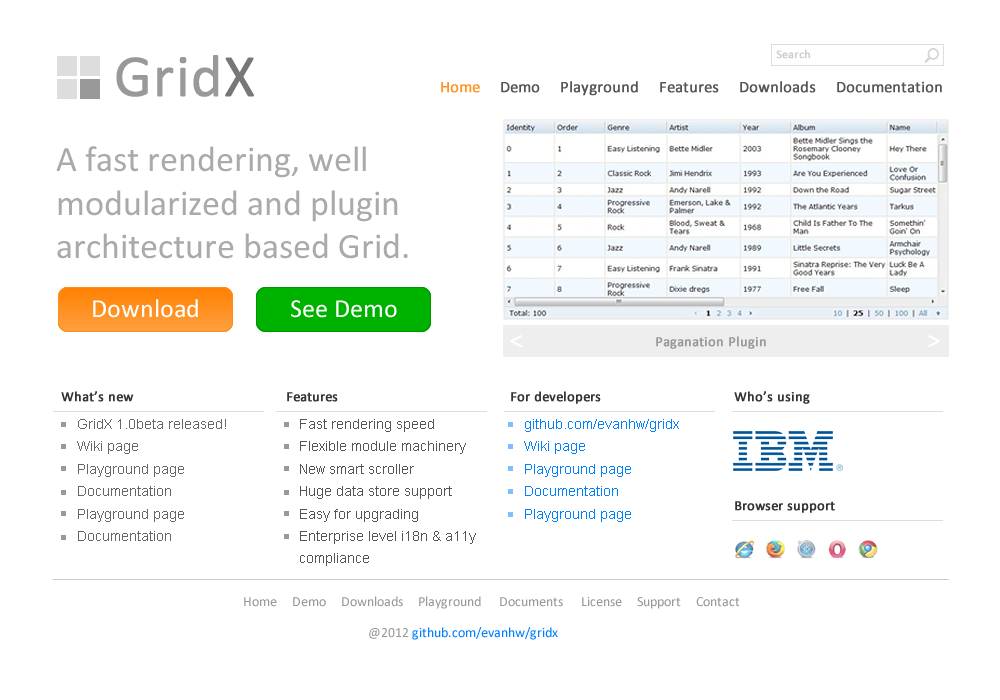 GridX
Search
Home Demo Playground Features Downloads Documentation
A fast rendering, well
modularized and plugin
architecture based Grid.
Download See Demo
Identity Order Genre Artist Year Album Name
0 1 Easy Listening Bette Midler 2003 Bette Midler Sings the Rosemary Clooney Songbook Hey There
1 2 Classic Rock Jimi Hendrix 1993 Are You Experienced Love Or Confusion
2 3 Jazz Andy Narell 1992 Down the Road Sugar Street
3 4 Progressive Rock Emerson, Lake & Palmer 1992 The Atlantic Years Tarkus
4 5 Rock Blood, Sweat & Tears 1968 Child Is Father To The Man Somethin' Goin' On
5 6 Jazz Andy Narell 1989 Little Secrets Armchair Psychology
6 7 Easy Listening Frank Sinatra 1991 Sinatra Reprise: The Very Good Years Luck Be A Lady
7 8 Progressive Rock Dixie dregs 1977 Free Fall Sleep
Total: 100 1 2 3 4 10 | 25 | 50 | 100 | All
< Paganation Plugin >
What's new
GridX 1.0beta released!
Wiki page
Playground page
Documentation
Playground page
Documentation
Features
Fast rendering speed
Flexible module machinery
New smart scroller
Huge data store support
Easy for upgrading
Enterprise level i18n & a11y
compliance
For developers
github.com/evanhw/gridx
Wiki page
Playground page
Documentation
Playground page
Who's using
IBM®
Browser support
Home Demo Downloads Playground Documents License Support Contact
@2012 github.com/evanhw/gridx